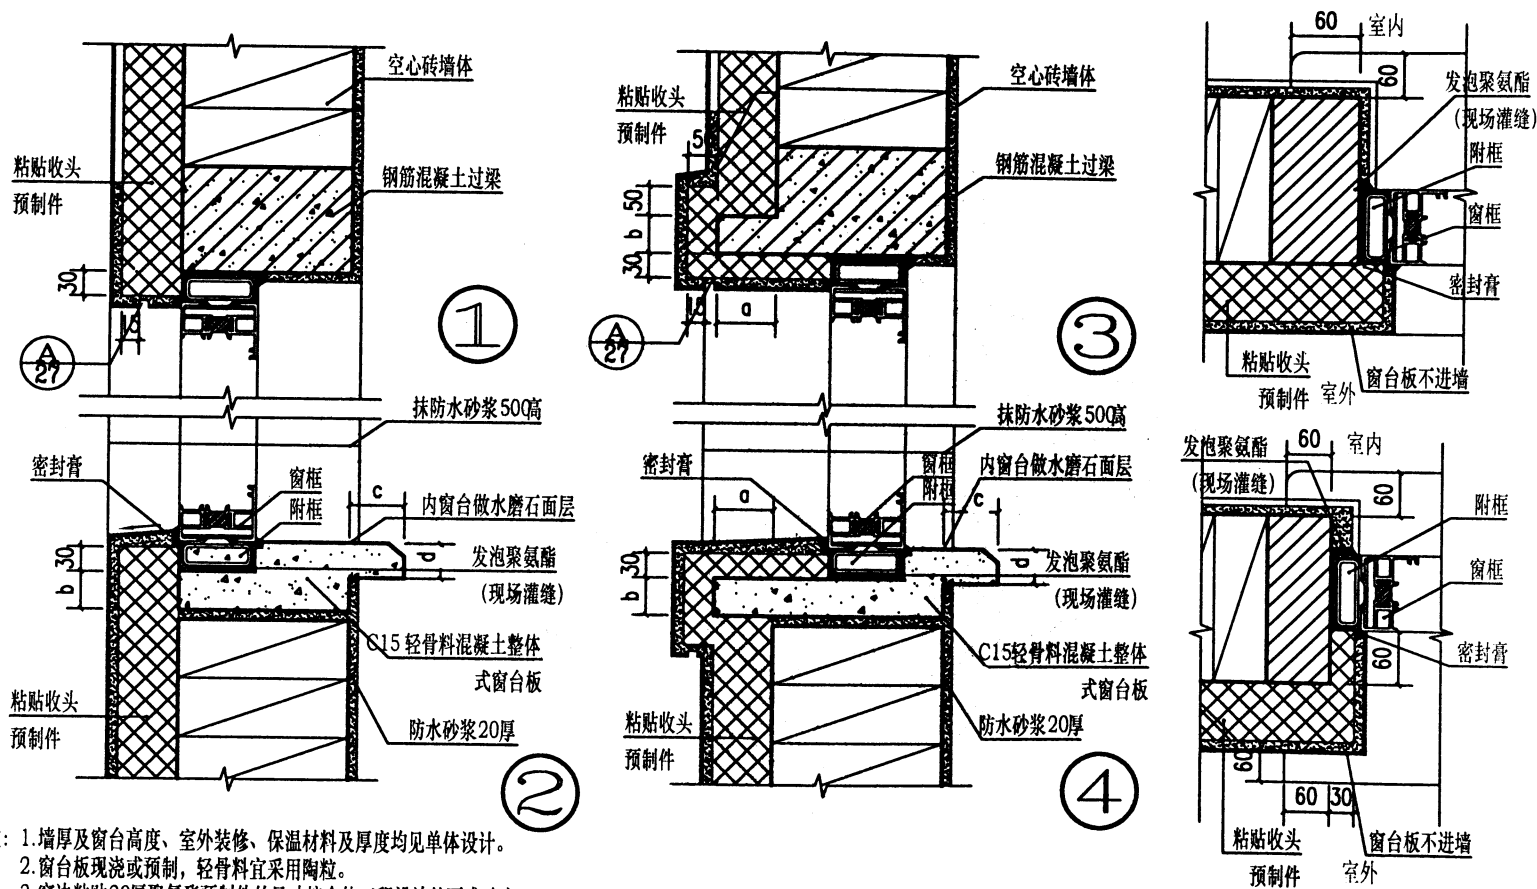 空心砖墙体
粘贴收头
预制件
钢筋混凝土过梁
30
15
A
27
1
抹防水砂浆500高
密封膏
窗框
附框
c
内窗台做水磨石面层
30
b
d
发泡聚氨酯
(现场灌缝)
C15轻骨料混凝土整体
式窗台板
粘贴收头
预制件
防水砂浆20厚
2
空心砖墙体
粘贴收头
预制件
50
钢筋混凝土过梁
50
b
30
15
a
A
27
3
抹防水砂浆500高
密封膏
窗框
附框
内窗台做水磨石面层
a
c
30
b
d
发泡聚氨酯
(现场灌缝)
C15轻骨料混凝土整体
式窗台板
粘贴收头
预制件
防水砂浆20厚
4
60
室内
60
发泡聚氨酯
(现场灌缝)
附框
窗框
密封膏
粘贴收头
预制件
室外
窗台板不进墙
发泡聚氨酯
(现场灌缝)
60
室内
60
附框
窗框
密封膏
60
60
60
30
粘贴收头
预制件
窗台板不进墙
室外
：1.墙厚及窗台高度、室外装修、保温材料及厚度均见单体设计。
2.窗台板现浇或预制，轻骨料宜采用陶粒。